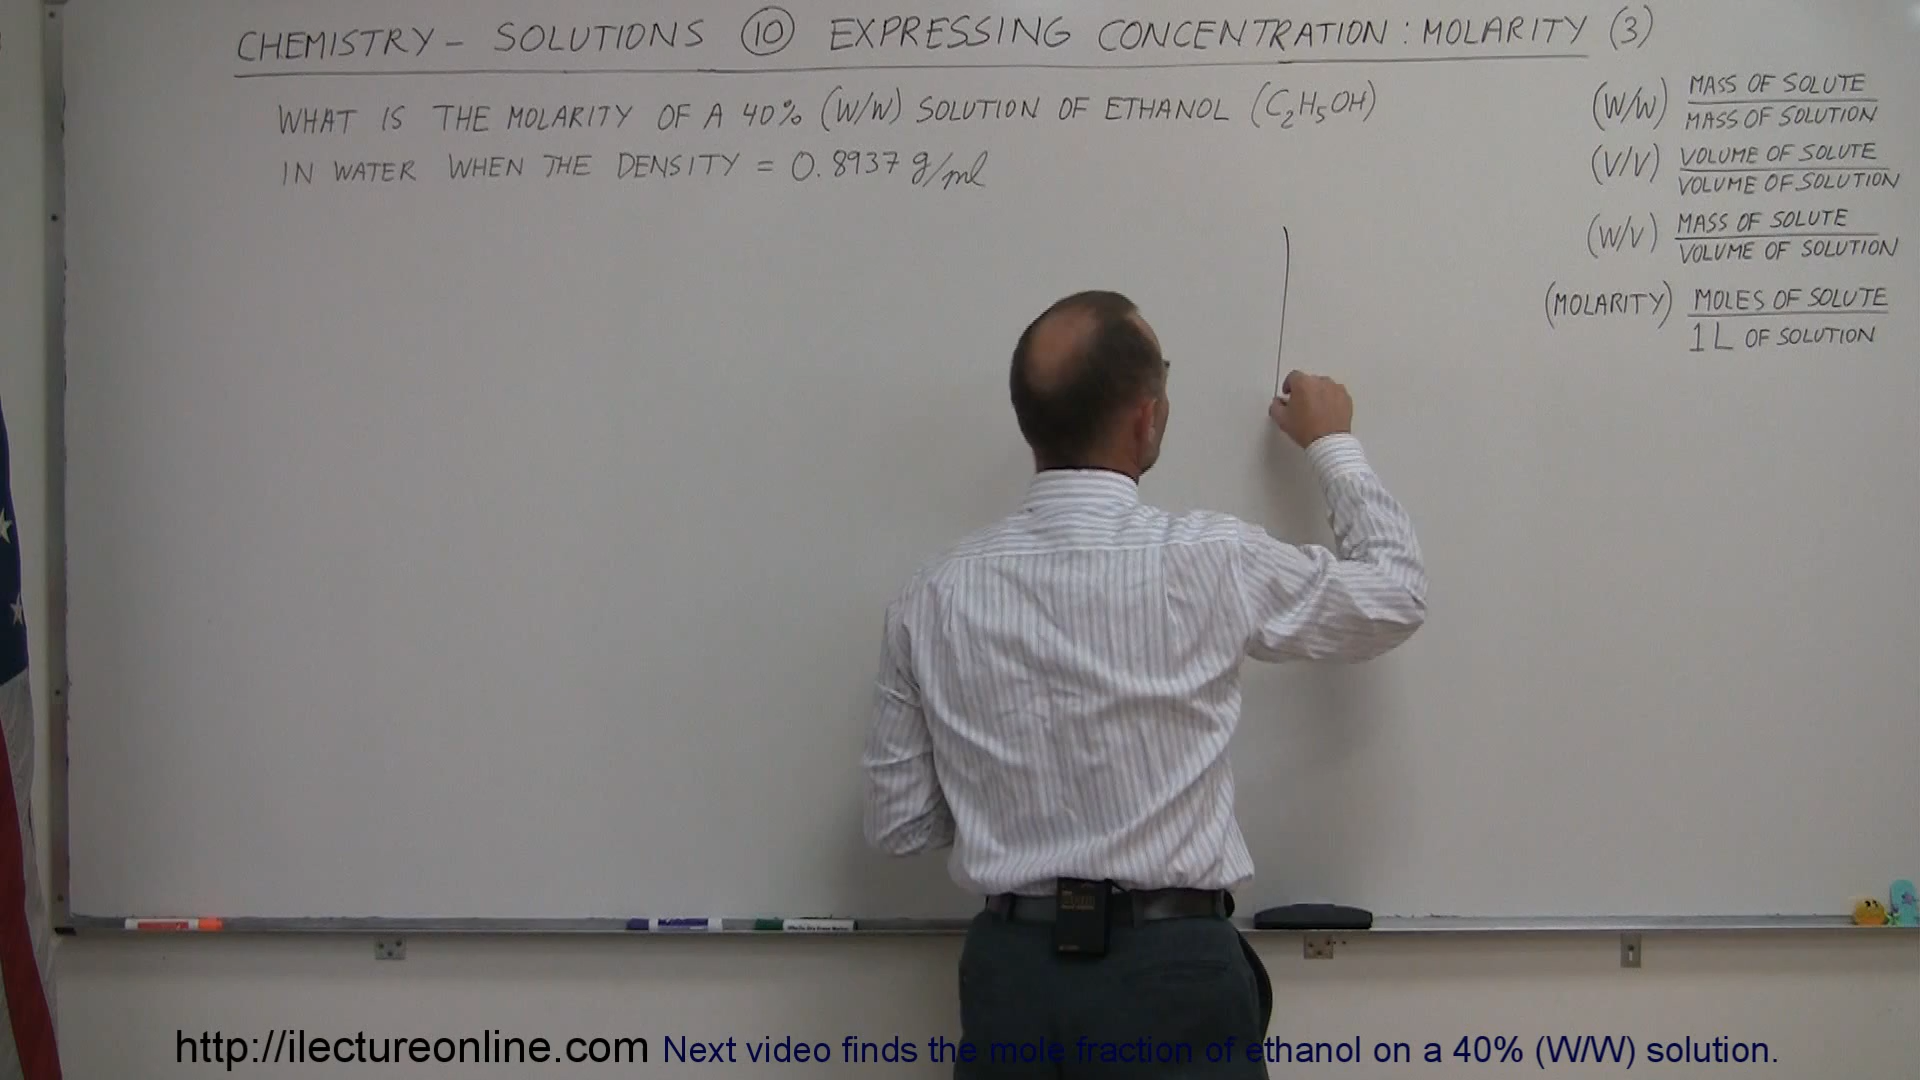 CHEMISTRY - SOLUTIONS ⑩ EXPRESSING CONCENTRATION: MOLARITY (3)
WHAT IS THE MOLARITY OF A 40% (W/W) SOLUTION OF ETHANOL (C₂H₅OH)
IN WATER WHEN THE DENSITY = 0.8937 g/ml
(W/W) MASS OF SOLUTE
MASS OF SOLUTION
(V/V) VOLUME OF SOLUTE
VOLUME OF SOLUTION
(W/V) MASS OF SOLUTE
VOLUME OF SOLUTION
(MOLARITY) MOLES OF SOLUTE
1 L OF SOLUTION
http://ilectureonline.com Next video finds the mole fraction of ethanol on a 40% (W/W) solution.